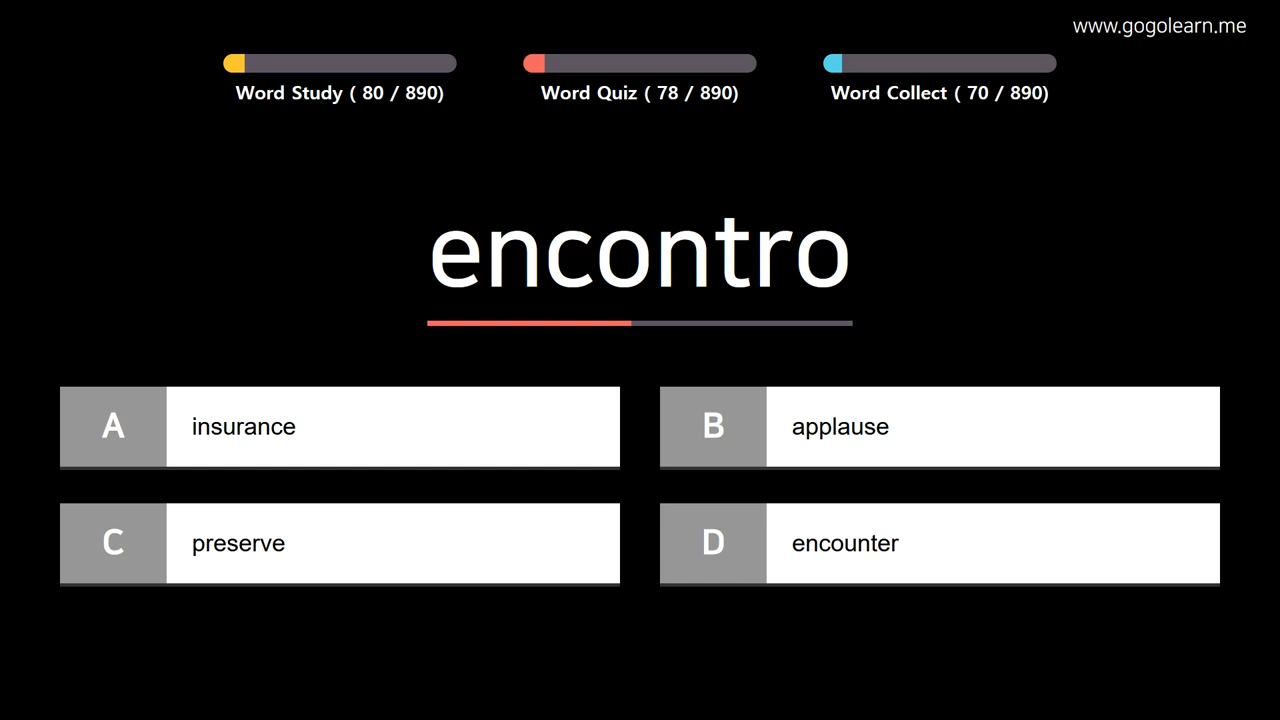 www.gogolearn.me
Word Study ( 80 / 890)
Word Quiz ( 78 / 890)
Word Collect ( 70 / 890)
encontro
A insurance
B applause
C preserve
D encounter